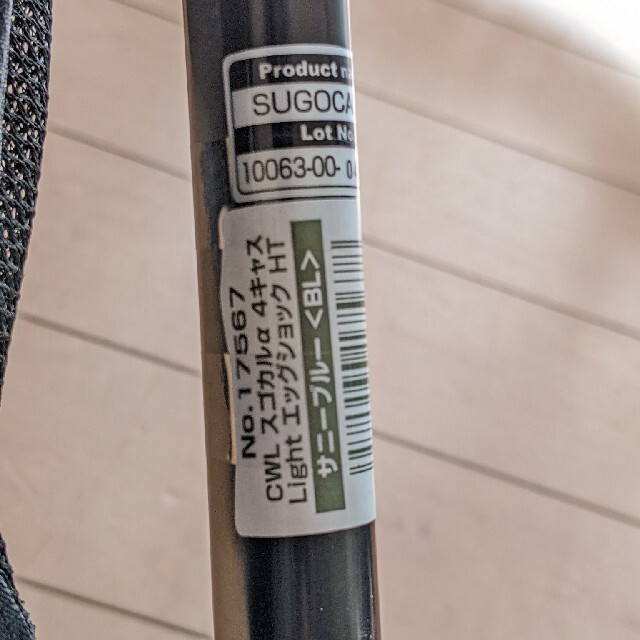 Product
SUGOCA
Lot No
10063-00-
No.17567
CWL スゴカルα 4キャス
Light エッグショック HT
サニーブルー <BL>